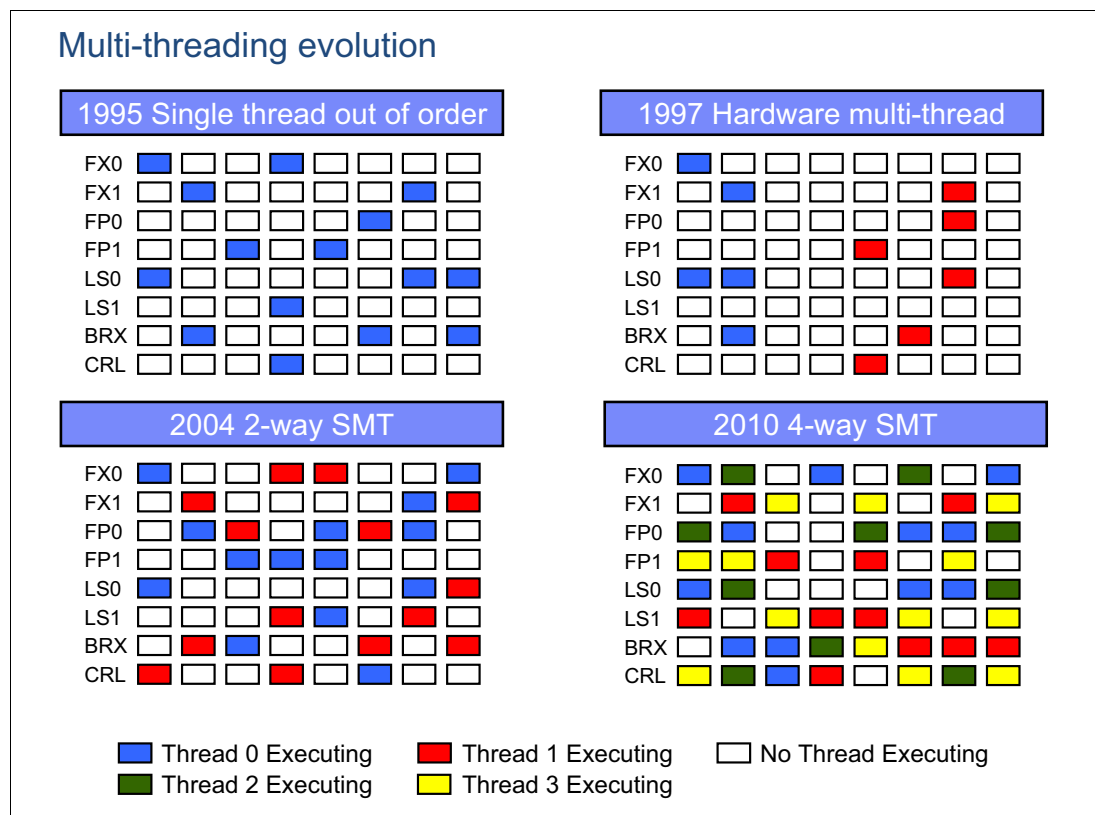 Multi-threading evolution
1995 Single thread out of order
FX0
FX1
FP0
FP1
LS0
LS1
BRX
CRL
1997 Hardware multi-thread
FX0
FX1
FP0
FP1
LS0
LS1
BRX
CRL
2004 2-way SMT
FX0
FX1
FP0
FP1
LS0
LS1
BRX
CRL
2010 4-way SMT
FX0
FX1
FP0
FP1
LS0
LS1
BRX
CRL
Thread 0 Executing
Thread 1 Executing
No Thread Executing
Thread 2 Executing
Thread 3 Executing